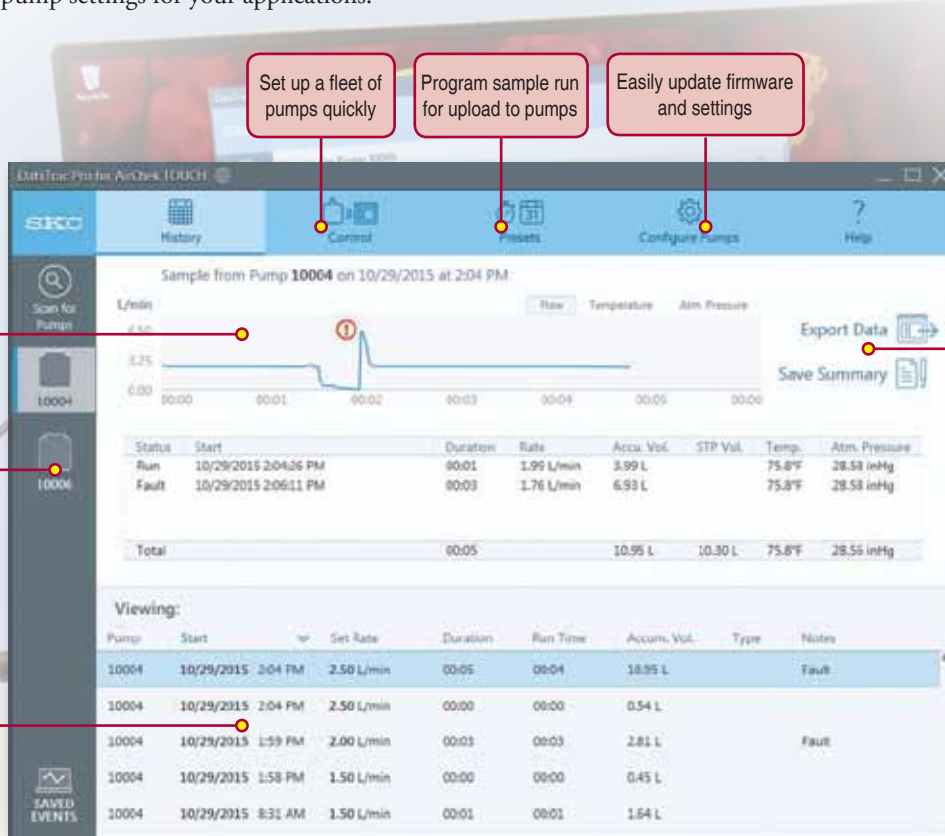 pump settings for your applications.
Set up a fleet of
pumps quickly
Program sample run
for upload to pumps
Easily update firmware
and settings
DataTrac Pro for AirChek TOUCH
SKC
History
Control
Presets
Configure Pumps
?
Help
Scan for
Pumps
10004
10006
SAVED
EVENTS
Sample from Pump 10004 on 10/29/2015 at 2:04 PM
L/min
Flow Temperature Atm. Pressure
6.50
3.25
0.00
00:00 00:01 00:02 00:03 00:04 00:05 00:06
Export Data
Save Summary
Status Start Duration Rate Accu. Vol. STP Vol. Temp. Atm. Pressure
Run 10/29/2015 2:04:26 PM 00:01 1.99 L/min 3.99 L 75.8°F 28.58 inHg
Fault 10/29/2015 2:06:11 PM 00:03 1.76 L/min 6.93 L 75.8°F 28.58 inHg
Total 00:05 10.95 L 10.30 L 75.8°F 28.56 inHg
Viewing:
Pump Start Set Rate Duration Run Time Accum. Vol. Type Notes
10004 10/29/2015 2:04 PM 2.50 L/min 00:05 00:04 10.95 L Fault
10004 10/29/2015 2:04 PM 2.50 L/min 00:00 00:00 0.54 L
10004 10/29/2015 1:59 PM 2.00 L/min 00:03 00:03 2.81 L Fault
10004 10/29/2015 1:58 PM 1.50 L/min 00:00 00:00 0.45 L
10004 10/29/2015 8:31 AM 1.50 L/min 00:01 00:01 1.64 L